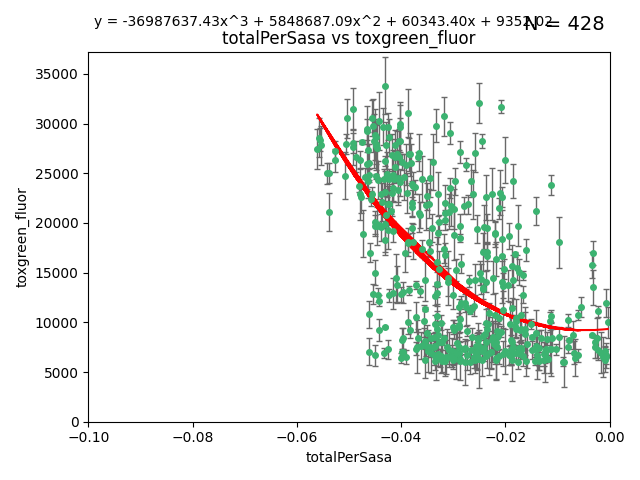 y = -36987637.43x^3 + 5848687.09x^2 + 60343.40x + 9352.02
N = 428
totalPerSasa vs toxgreen_fluor
35000
30000
25000
20000
15000
10000
5000
0
toxgreen_fluor
−0.10 −0.08 −0.06 −0.04 −0.02 0.00
totalPerSasa